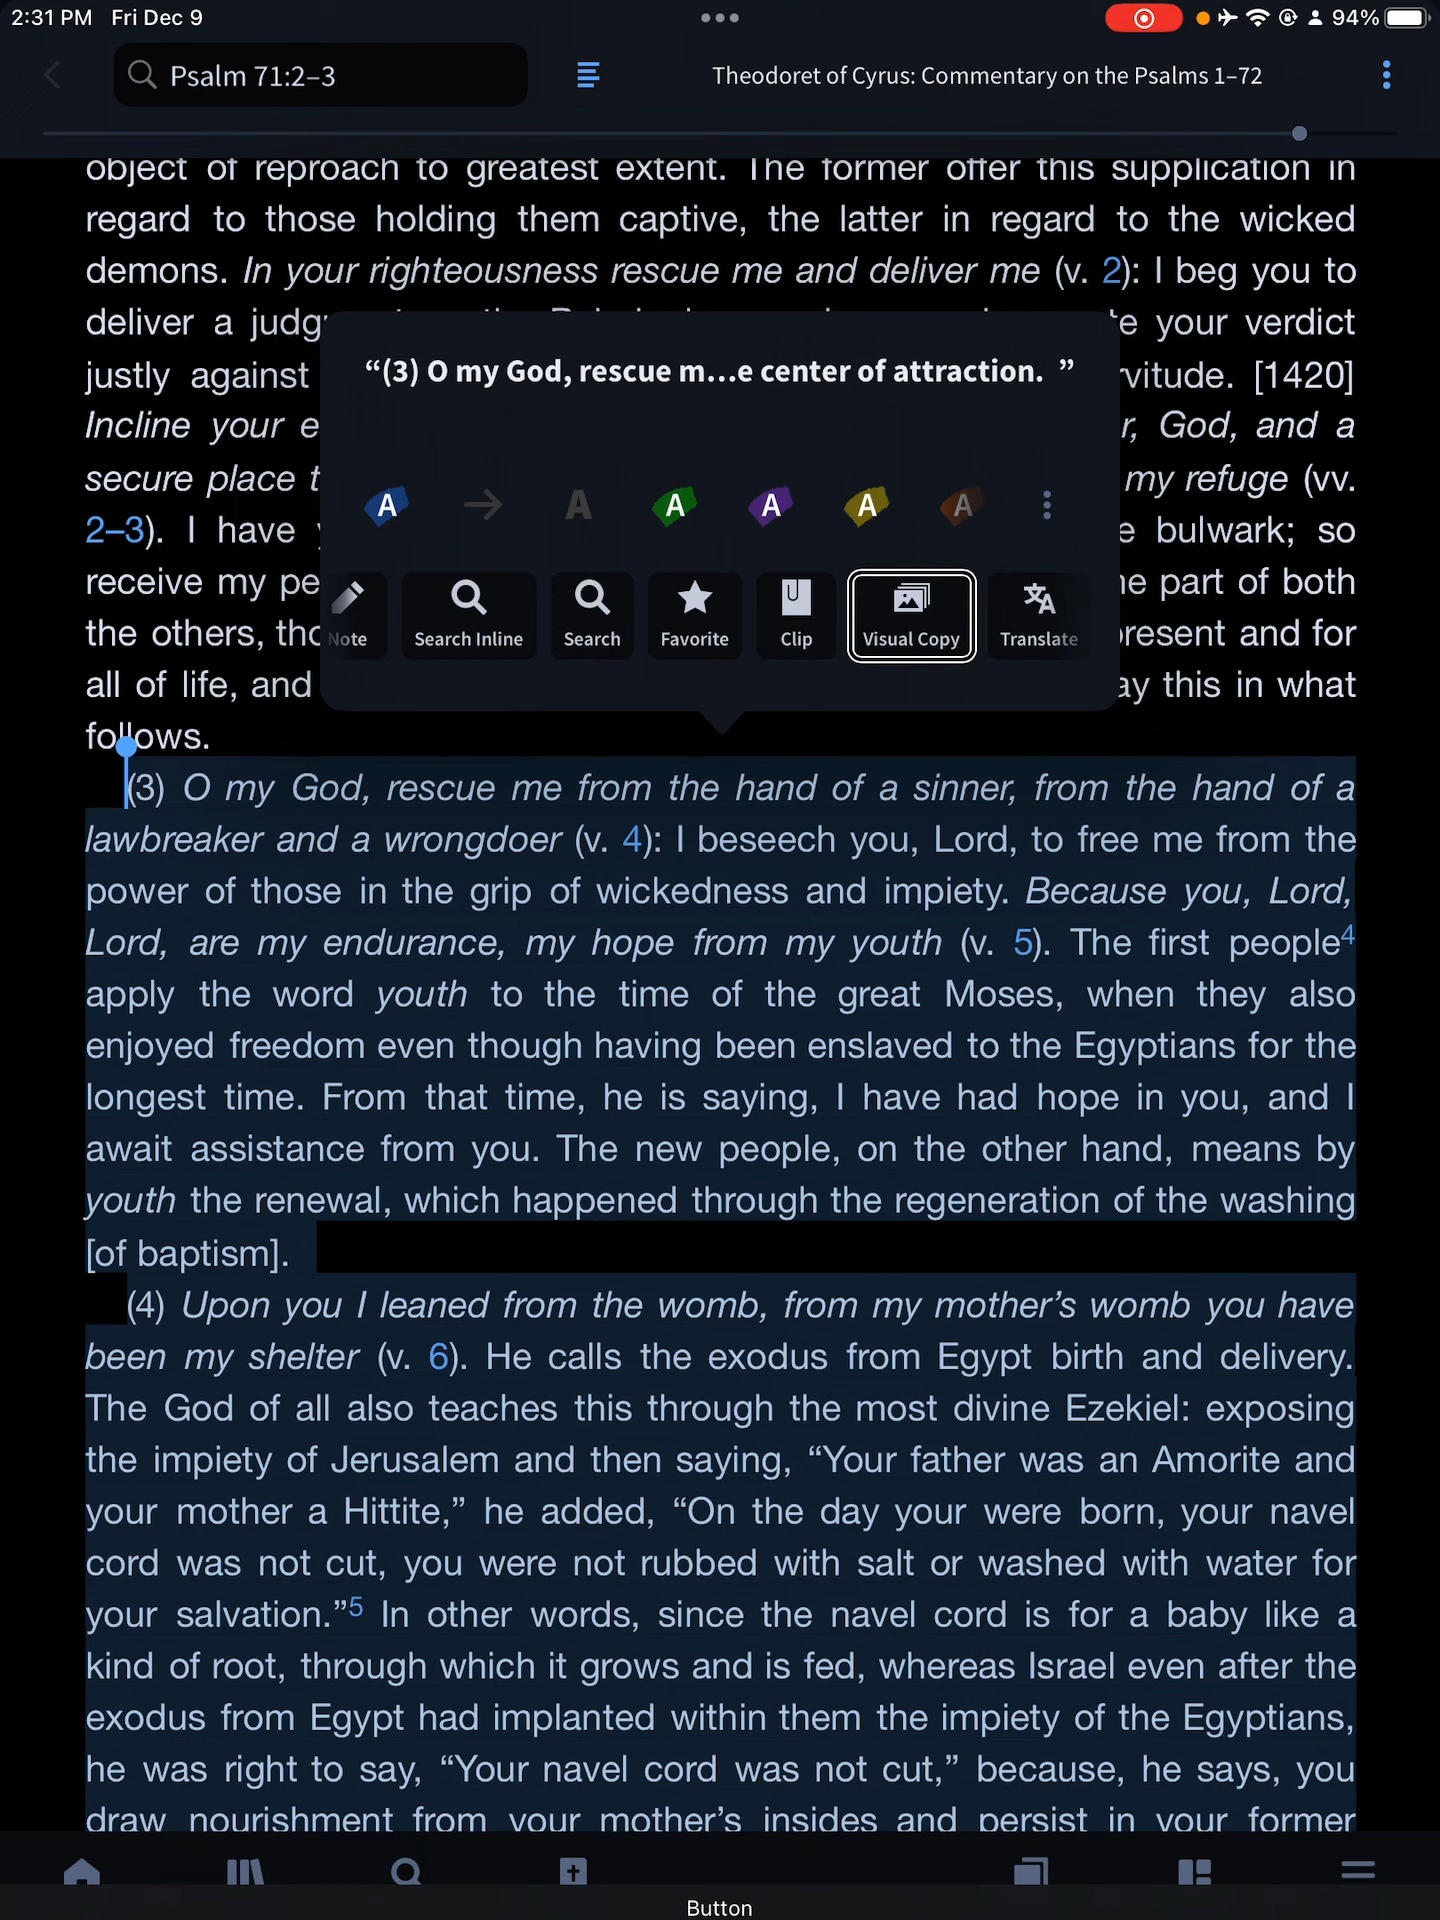 2:31 PM Fri Dec 9 94%
Psalm 71:2–3 Theodoret of Cyrus: Commentary on the Psalms 1–72
object of reproach to greatest extent. The former offer this supplication in
regard to those holding them captive, the latter in regard to the wicked
demons. In your righteousness rescue me and deliver me (v. 2): I beg you to
deliver a your verdict
justly against [1420]
Incline your God, and a
secure place my refuge (vv.
2–3). I have bulwark; so
receive my part of both
the others, present and for
all of life, and this in what
follows.
“(3) O my God, rescue m...e center of attraction. ”
A → A A A A A
Note Search Inline Search Favorite Clip Visual Copy Translate
(3) O my God, rescue me from the hand of a sinner, from the hand of a
lawbreaker and a wrongdoer (v. 4): I beseech you, Lord, to free me from the
power of those in the grip of wickedness and impiety. Because you, Lord,
Lord, are my endurance, my hope from my youth (v. 5). The first people4
apply the word youth to the time of the great Moses, when they also
enjoyed freedom even though having been enslaved to the Egyptians for the
longest time. From that time, he is saying, I have had hope in you, and I
await assistance from you. The new people, on the other hand, means by
youth the renewal, which happened through the regeneration of the washing
[of baptism].
(4) Upon you I leaned from the womb, from my mother’s womb you have
been my shelter (v. 6). He calls the exodus from Egypt birth and delivery.
The God of all also teaches this through the most divine Ezekiel: exposing
the impiety of Jerusalem and then saying, “Your father was an Amorite and
your mother a Hittite,” he added, “On the day your were born, your navel
cord was not cut, you were not rubbed with salt or washed with water for
your salvation.”5 In other words, since the navel cord is for a baby like a
kind of root, through which it grows and is fed, whereas Israel even after the
exodus from Egypt had implanted within them the impiety of the Egyptians,
he was right to say, “Your navel cord was not cut,” because, he says, you
draw nourishment from your mother’s insides and persist in your former
Button